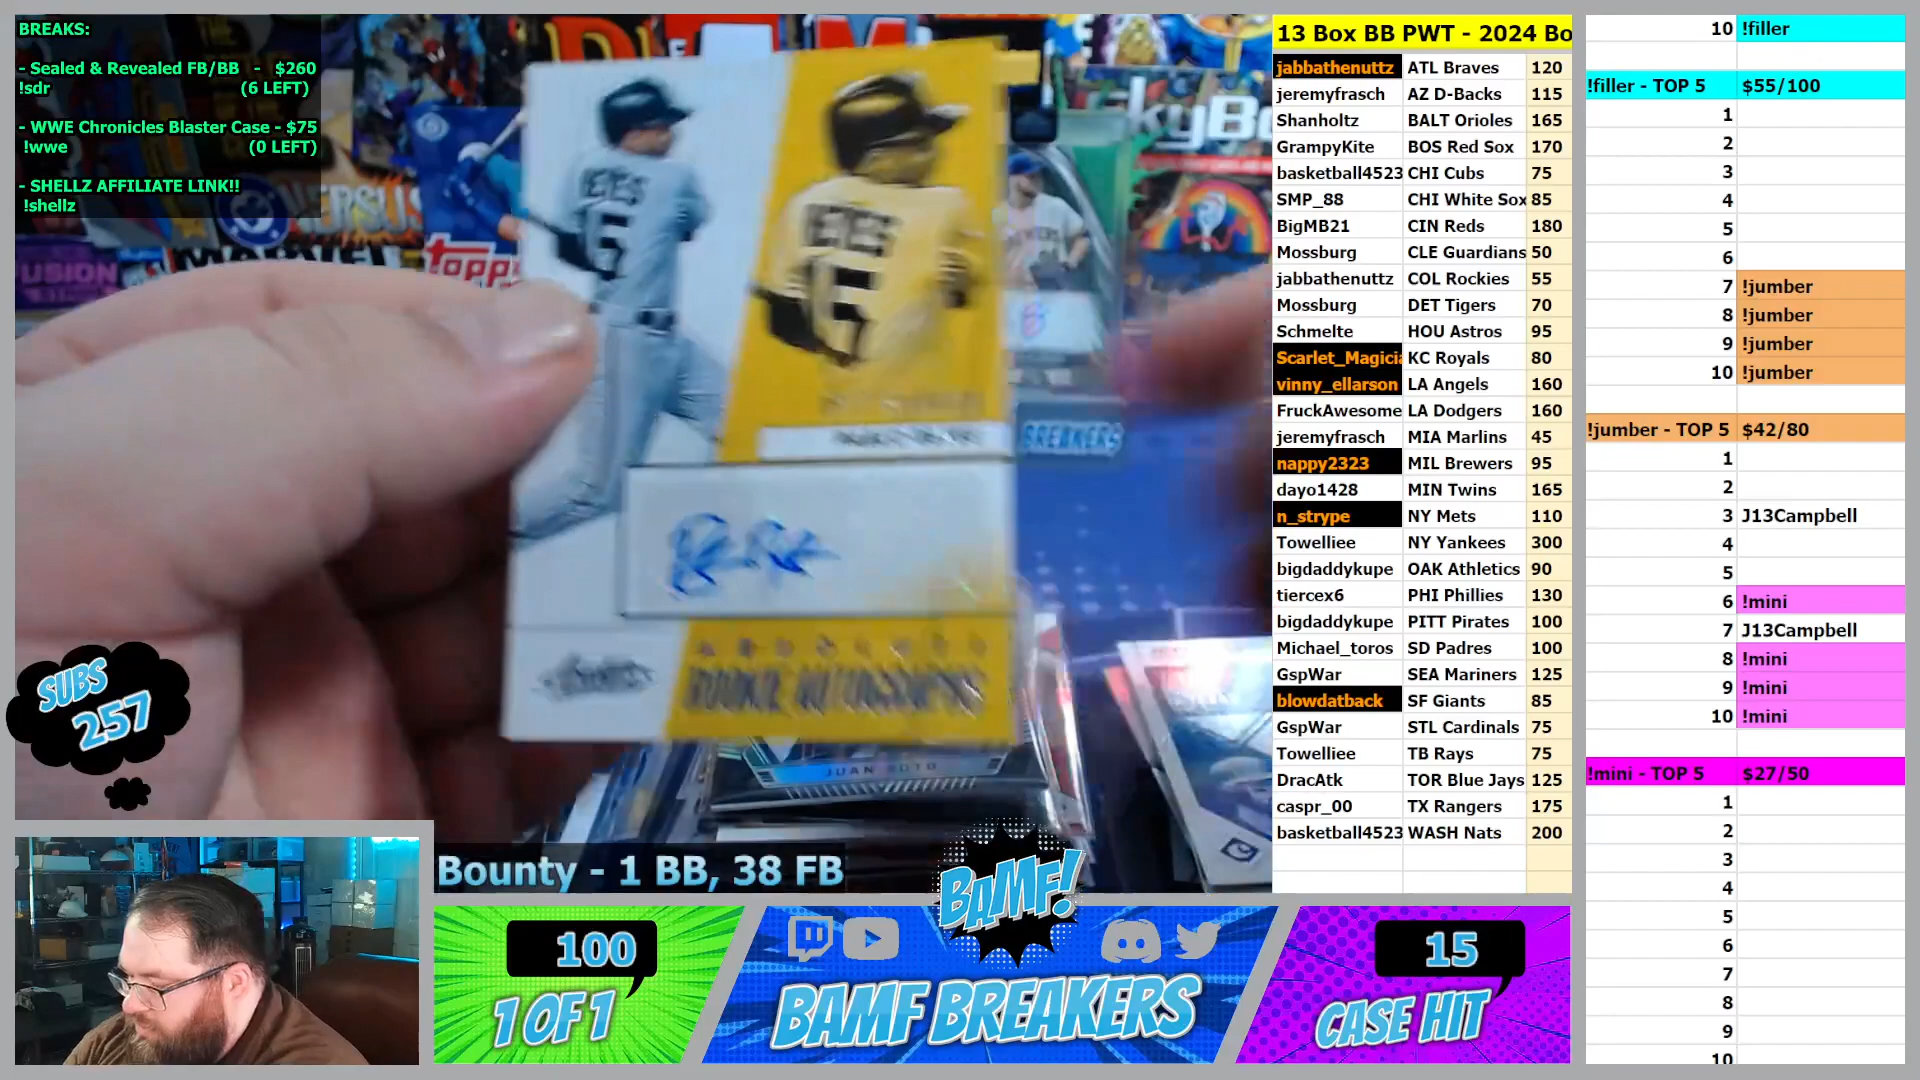 BREAKS:
- Sealed & Revealed FB/BB - $260
!sdr (6 LEFT)
- WWE Chronicles Blaster Case - $75
!wwe (0 LEFT)
- SHELLZ AFFILIATE LINK!!
!shellz
REYES
REYES
ROOKIE AUTOGRAPHS
JUAN SOTO
BREAKERS
SUBS
257
Bounty - 1 BB, 38 FB
BAMF!
100
1 OF 1
BAMF BREAKERS
15
CASE HIT
13 Box BB PWT - 2024 Bo
jabbathenuttz ATL Braves 120
jeremyfrasch AZ D-Backs 115
Shanholtz BALT Orioles 165
GrampyKite BOS Red Sox 170
basketball4523 CHI Cubs 75
SMP_88 CHI White Sox 85
BigMB21 CIN Reds 180
Mossburg CLE Guardians 50
jabbathenuttz COL Rockies 55
Mossburg DET Tigers 70
Schmelte HOU Astros 95
Scarlet_Magici KC Royals 80
vinny_ellarson LA Angels 160
FruckAwesome LA Dodgers 160
jeremyfrasch MIA Marlins 45
nappy2323 MIL Brewers 95
dayo1428 MIN Twins 165
n_strype NY Mets 110
Towelliee NY Yankees 300
bigdaddykupe OAK Athletics 90
tiercex6 PHI Phillies 130
bigdaddykupe PITT Pirates 100
Michael_toros SD Padres 100
GspWar SEA Mariners 125
blowdatback SF Giants 85
GspWar STL Cardinals 75
Towelliee TB Rays 75
DracAtk TOR Blue Jays 125
caspr_00 TX Rangers 175
basketball4523 WASH Nats 200
10 !filler
!filler - TOP 5 $55/100
1
2
3
4
5
6
7 !jumber
8 !jumber
9 !jumber
10 !jumber
!jumber - TOP 5 $42/80
1
2
3 J13Campbell
4
5
6 !mini
7 J13Campbell
8 !mini
9 !mini
10 !mini
!mini - TOP 5 $27/50
1
2
3
4
5
6
7
8
9
10